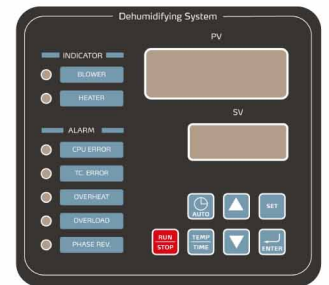 Dehumidifying System
PV
INDICATOR
BLOWER
HEATER
SV
ALARM
CPU ERROR
TC. ERROR
OVERHEAT
OVERLOAD
PHASE REV.
AUTO
SET
RUN
STOP
TEMP
TIME
ENTER